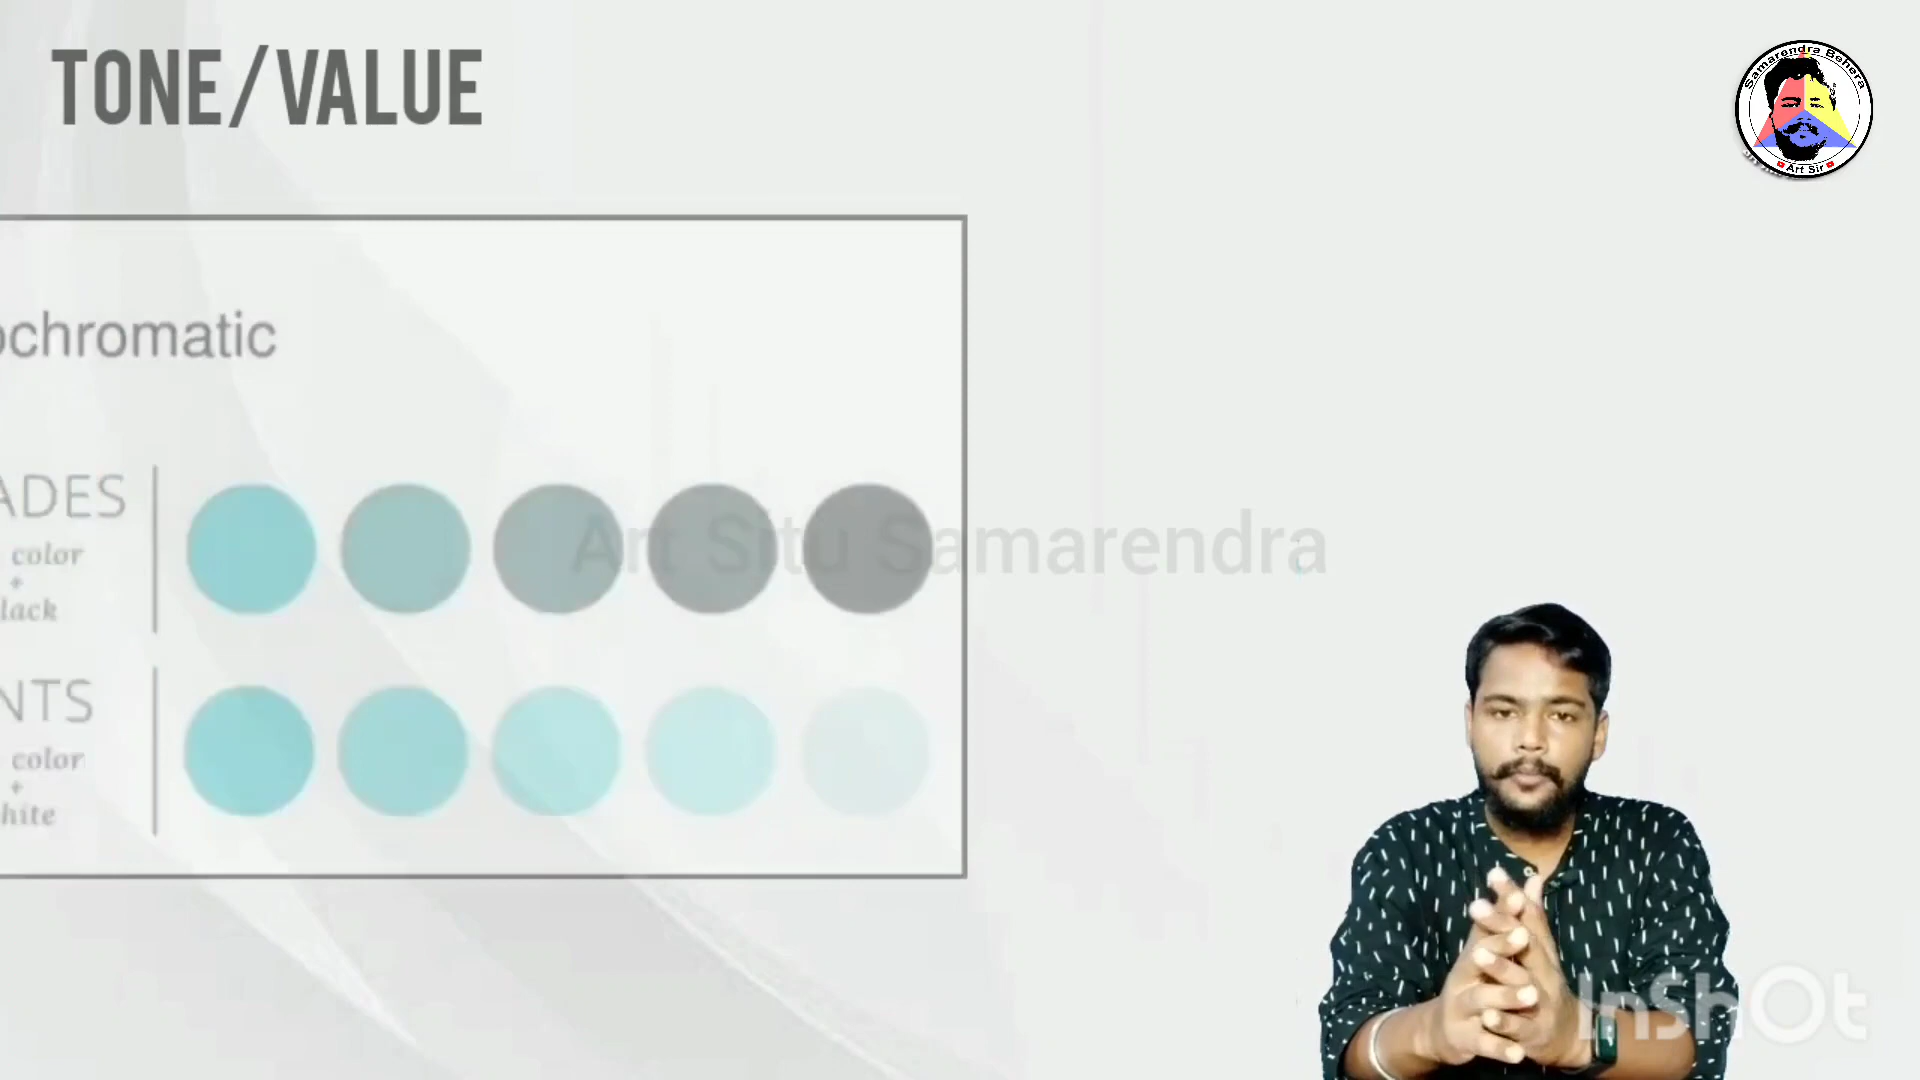 TONE/VALUE
Samarendra Behera
Art Sir
ochromatic
ADES
color
+
lack
Art Situ Samarendra
NTS
color
+
hite
InShOt